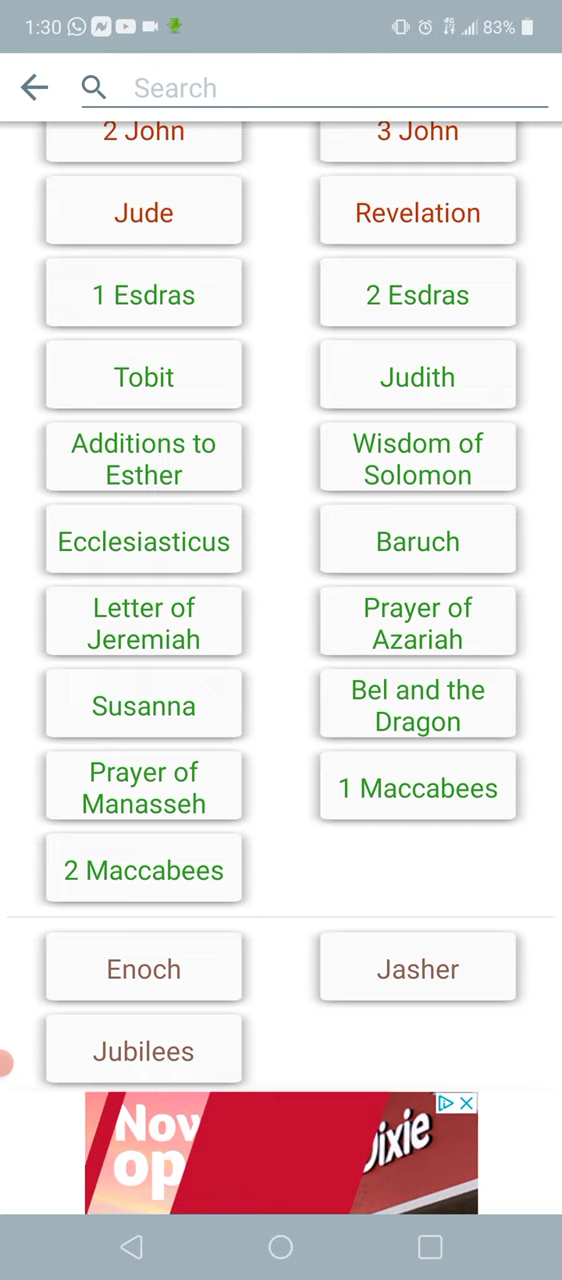 1:30 83%
Search
2 John 3 John
Jude Revelation
1 Esdras 2 Esdras
Tobit Judith
Additions to
Esther
Wisdom of
Solomon
Ecclesiasticus Baruch
Letter of
Jeremiah
Prayer of
Azariah
Susanna
Bel and the
Dragon
Prayer of
Manasseh
1 Maccabees
2 Maccabees
Enoch Jasher
Jubilees